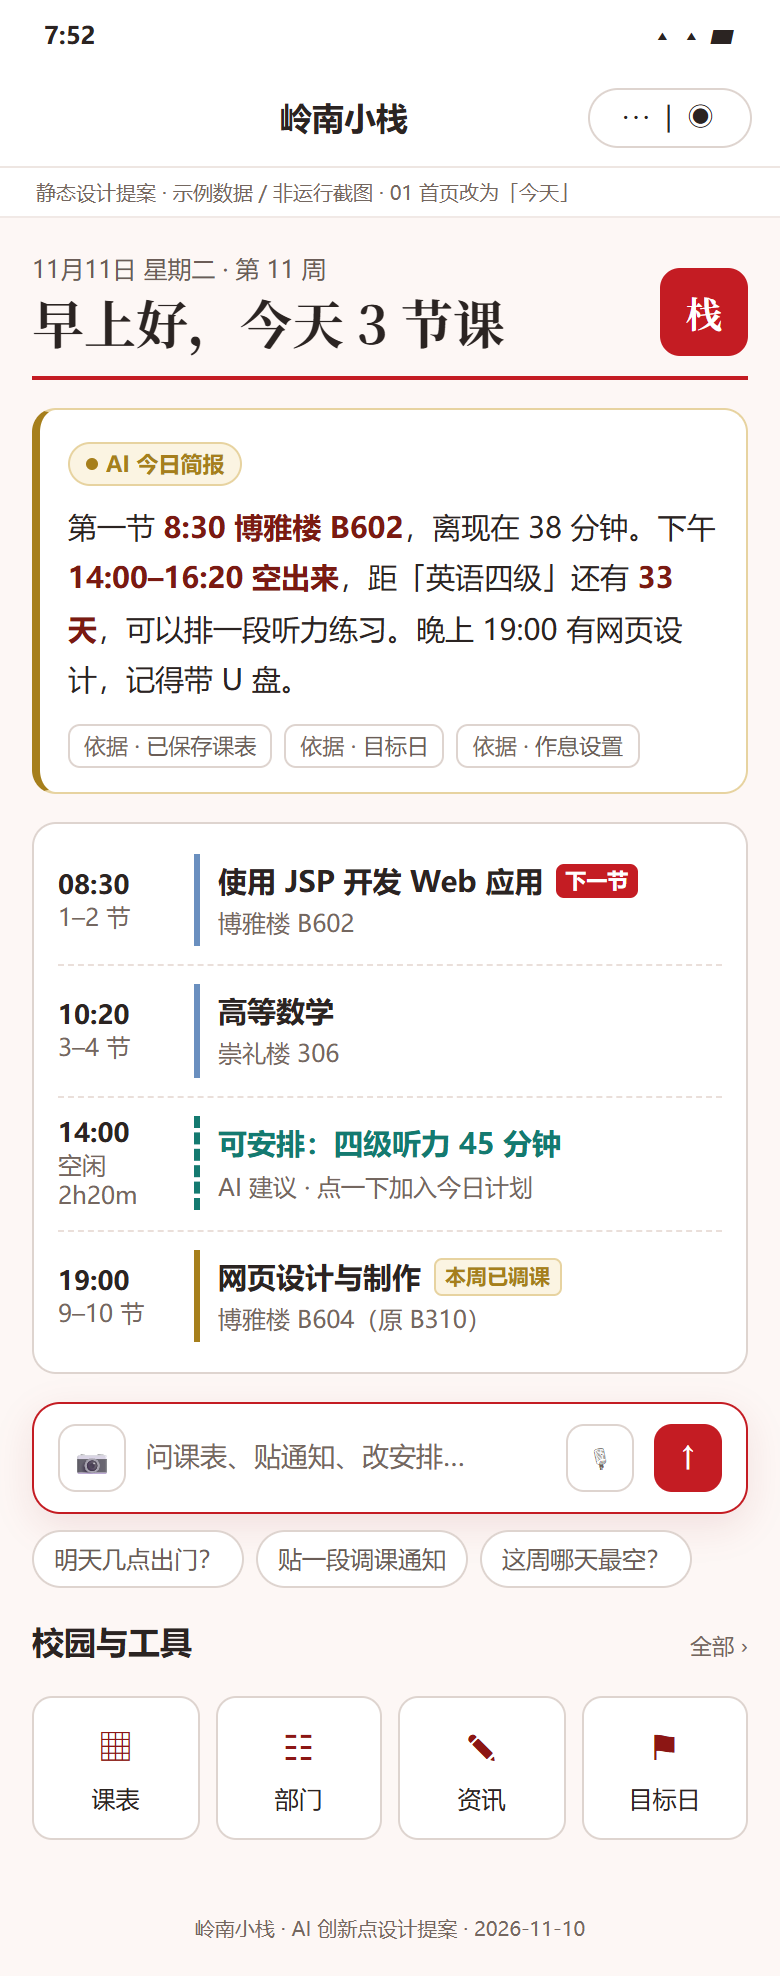 7:52
岭南小栈
静态设计提案 · 示例数据 / 非运行截图 · 01 首页改为「今天」
11月11日 星期二 · 第 11 周
早上好，今天 3 节课
栈
AI 今日简报
第一节 8:30 博雅楼 B602，离现在 38 分钟。下午
14:00–16:20 空出来，距「英语四级」还有 33
天，可以排一段听力练习。晚上 19:00 有网页设
计，记得带 U 盘。
依据 · 已保存课表
依据 · 目标日
依据 · 作息设置
08:30
1–2 节
使用 JSP 开发 Web 应用 下一节
博雅楼 B602
10:20
3–4 节
高等数学
崇礼楼 306
14:00
空闲
2h20m
可安排：四级听力 45 分钟
AI 建议 · 点一下加入今日计划
19:00
9–10 节
网页设计与制作 本周已调课
博雅楼 B604（原 B310）
问课表、贴通知、改安排...
明天几点出门？
贴一段调课通知
这周哪天最空？
校园与工具
全部 ›
课表
部门
资讯
目标日
岭南小栈 · AI 创新点设计提案 · 2026-11-10